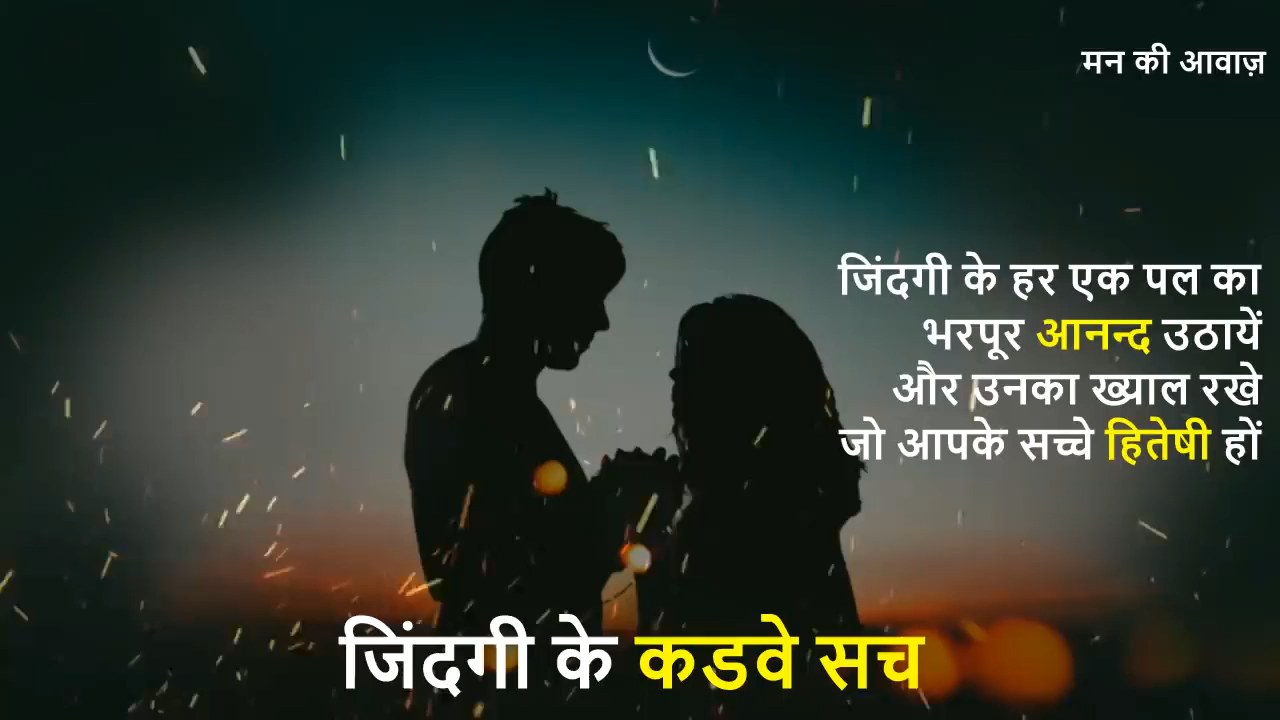 मन की आवाज़
जिंदगी के हर एक पल का
भरपूर आनन्द उठायें
और उनका ख्याल रखे
जो आपके सच्चे हितेषी हों
जिंदगी के कडवे सच